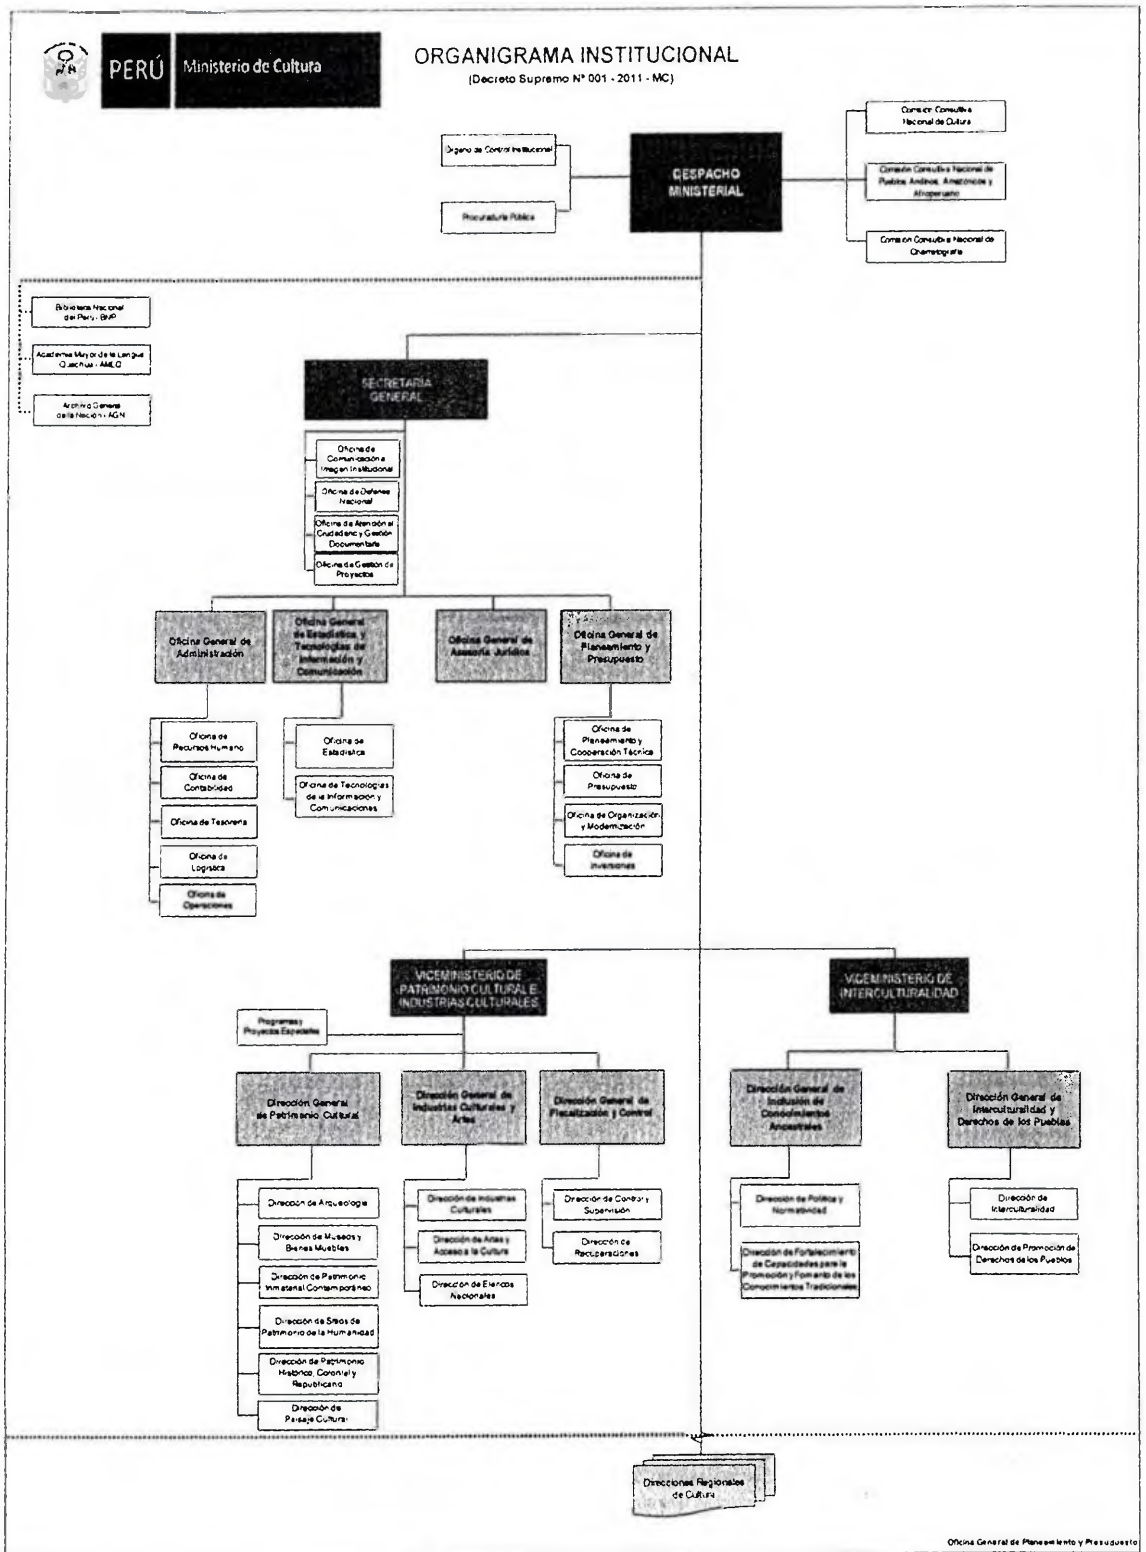 PERÚ
Ministerio de Cultura
ORGANIGRAMA INSTITUCIONAL
(Decreto Supremo N° 001 - 2011 - MC)
Órgano de Control Institucional
Procuraduría Pública
DESPACHO
MINISTERIAL
Comisión Consultiva
Nacional de Cultura
Comisión Consultiva Nacional de
Pueblos Andinos, Amazónicos y
Afroperuano
Comisión Consultiva Nacional de
Cinematografía
Biblioteca Nacional
del Perú - BNP
Academia Mayor de la Lengua
Quechua - AMLQ
Archivo General
de la Nación - AGN
SECRETARÍA
GENERAL
Oficina de
Comunicación e
Imagen Institucional
Oficina de Defensa
Nacional
Oficina de Atención al
Ciudadano y Gestión
Documentaria
Oficina de Gestión de
Proyectos
Oficina General de
Administración
Oficina General
de Estadística y
Tecnologías de
Información y
Comunicación
Oficina General de
Asesoría Jurídica
Oficina General de
Planeamiento y
Presupuesto
Oficina de
Recursos Humano
Oficina de
Contabilidad
Oficina de Tesorería
Oficina de
Logística
Oficina de
Operaciones
Oficina de
Estadística
Oficina de Tecnologías
de la Información y
Comunicaciones
Oficina de
Planeamiento y
Cooperación Técnica
Oficina de
Presupuesto
Oficina de Organización
y Modernización
Oficina de
Inversiones
VICEMINISTERIO DE
PATRIMONIO CULTURAL E
INDUSTRIAS CULTURALES
VICEMINISTERIO DE
INTERCULTURALIDAD
Programas y
Proyectos Especiales
Dirección General
de Patrimonio Cultural
Dirección General de
Industrias Culturales y
Artes
Dirección General de
Fiscalización y Control
Dirección General de
Inclusión de
Conocimientos
Ancestrales
Dirección General de
Interculturalidad y
Derechos de los Pueblos
Dirección de Arqueología
Dirección de Museos y
Bienes Muebles
Dirección de Patrimonio
Inmaterial Contemporáneo
Dirección de Sitios de
Patrimonio de la Humanidad
Dirección de Patrimonio
Histórico, Colonial y
Republicano
Dirección de
Paisaje Cultural
Dirección de Industrias
Culturales
Dirección de Artes y
Acceso a la Cultura
Dirección de Elencos
Nacionales
Dirección de Control y
Supervisión
Dirección de
Recuperaciones
Dirección de Política y
Normatividad
Dirección de Fortalecimiento
de Capacidades para la
Promoción y Fomento de los
Conocimientos Tradicionales
Dirección de
Interculturalidad
Dirección de Promoción de
Derechos de los Pueblos
Direcciones Regionales
de Cultura
Oficina General de Planeamiento y Presupuesto